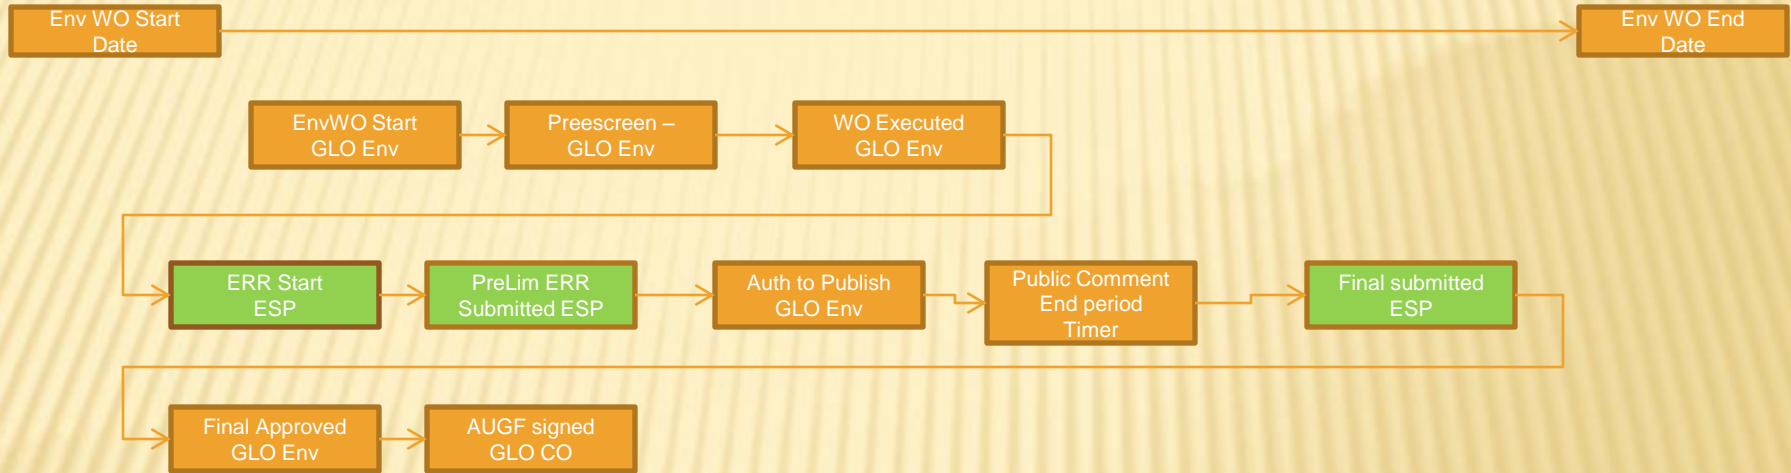 Env WO Start
Date
Env WO End
Date
EnvWO Start
GLO Env
Preescreen –
GLO Env
WO Executed
GLO Env
ERR Start
ESP
PreLim ERR
Submitted ESP
Auth to Publish
GLO Env
Public Comment
End period
Timer
Final submitted
ESP
Final Approved
GLO Env
AUGF signed
GLO CO